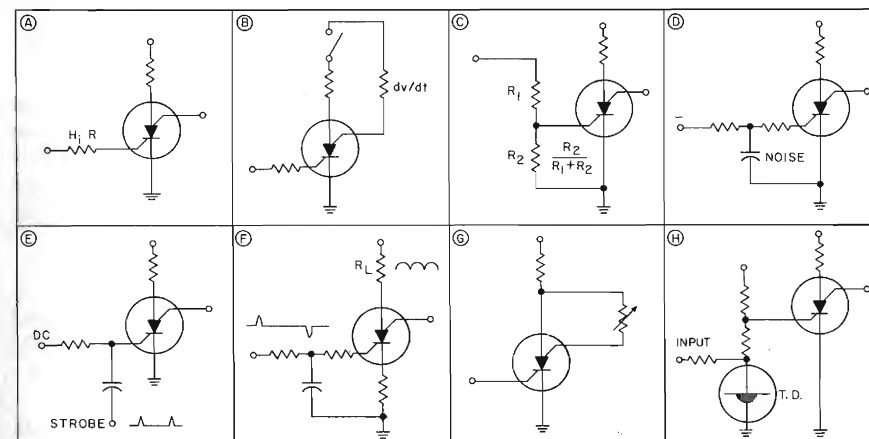 A
Hi R
B
dv/dt
C
R1
R2
R2
R1+R2
D
–
NOISE
E
DC
STROBE
F
RL
G
H
INPUT
T.D.